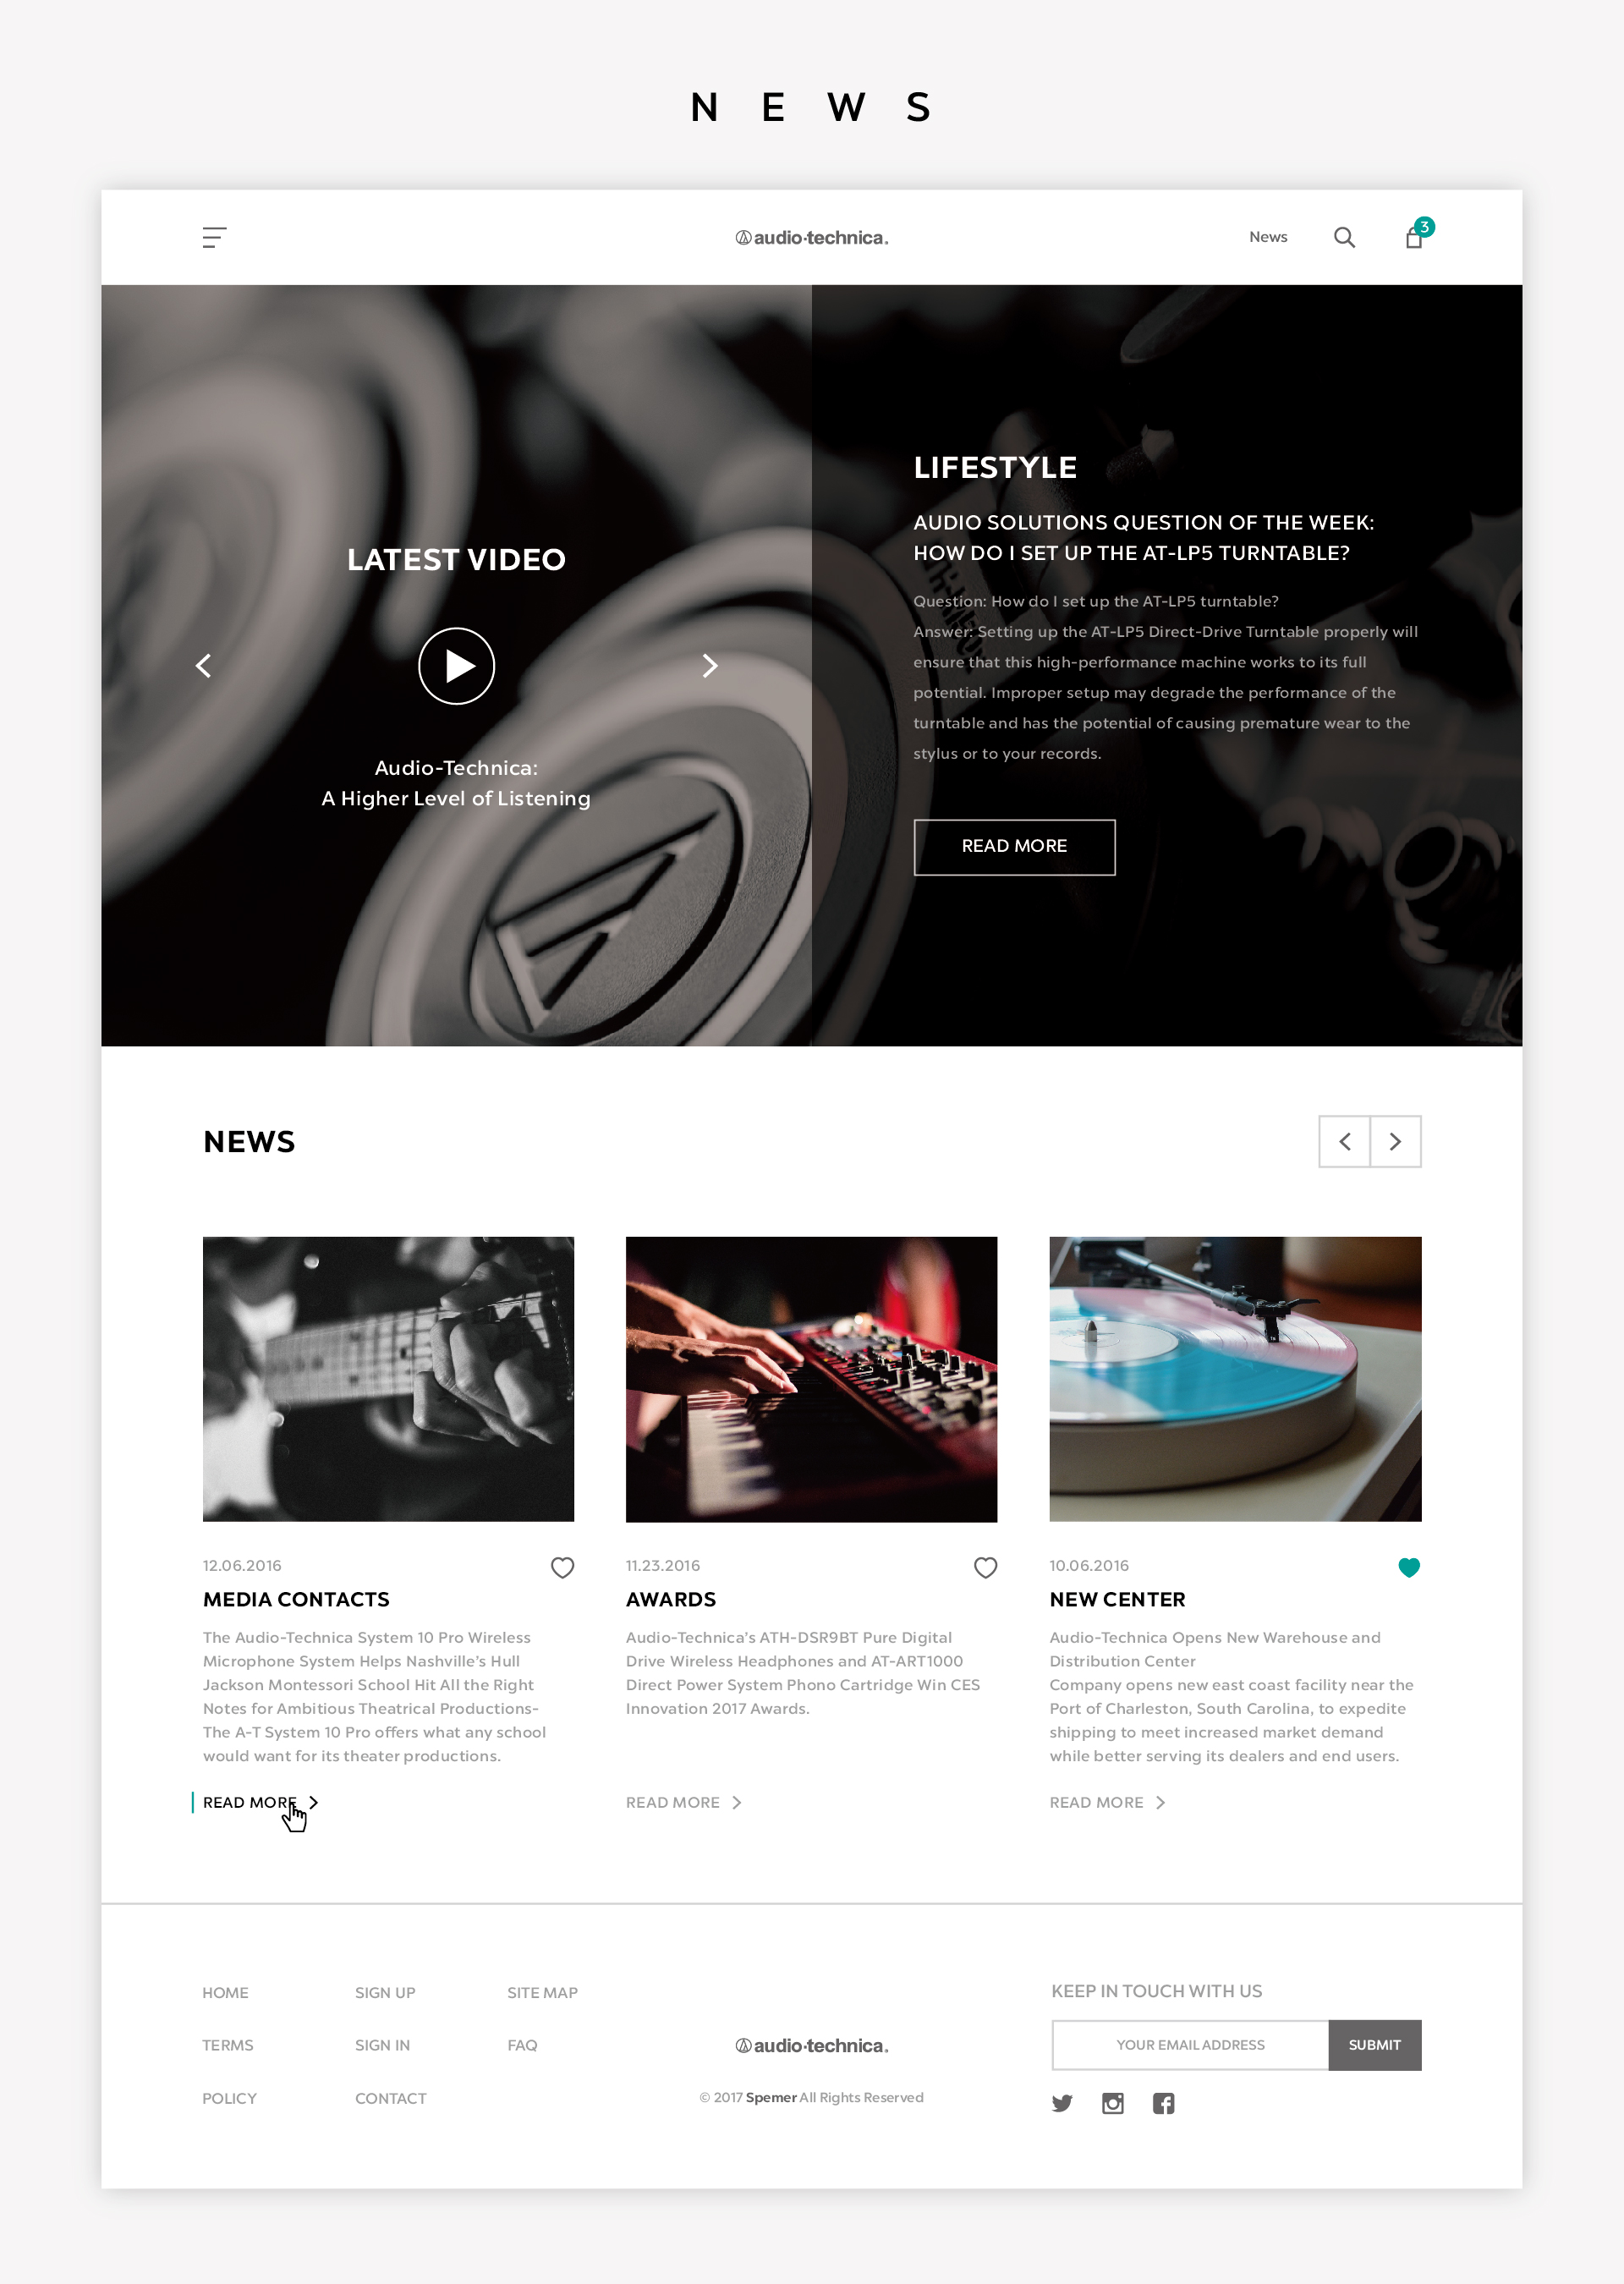 NEWS
audio-technica.
News
3
LATEST VIDEO
Audio-Technica:
A Higher Level of Listening
LIFESTYLE
AUDIO SOLUTIONS QUESTION OF THE WEEK:
HOW DO I SET UP THE AT-LP5 TURNTABLE?
Question: How do I set up the AT-LP5 turntable?
Answer: Setting up the AT-LP5 Direct-Drive Turntable properly will
ensure that this high-performance machine works to its full
potential. Improper setup may degrade the performance of the
turntable and has the potential of causing premature wear to the
stylus or to your records.
READ MORE
NEWS
12.06.2016
MEDIA CONTACTS
The Audio-Technica System 10 Pro Wireless
Microphone System Helps Nashville's Hull
Jackson Montessori School Hit All the Right
Notes for Ambitious Theatrical Productions-
The A-T System 10 Pro offers what any school
would want for its theater productions.
READ MORE
11.23.2016
AWARDS
Audio-Technica's ATH-DSR9BT Pure Digital
Drive Wireless Headphones and AT-ART1000
Direct Power System Phono Cartridge Win CES
Innovation 2017 Awards.
READ MORE
10.06.2016
NEW CENTER
Audio-Technica Opens New Warehouse and
Distribution Center
Company opens new east coast facility near the
Port of Charleston, South Carolina, to expedite
shipping to meet increased market demand
while better serving its dealers and end users.
READ MORE
HOME
SIGN UP
SITE MAP
TERMS
SIGN IN
FAQ
POLICY
CONTACT
audio-technica.
© 2017 Spemer All Rights Reserved
KEEP IN TOUCH WITH US
YOUR EMAIL ADDRESS
SUBMIT